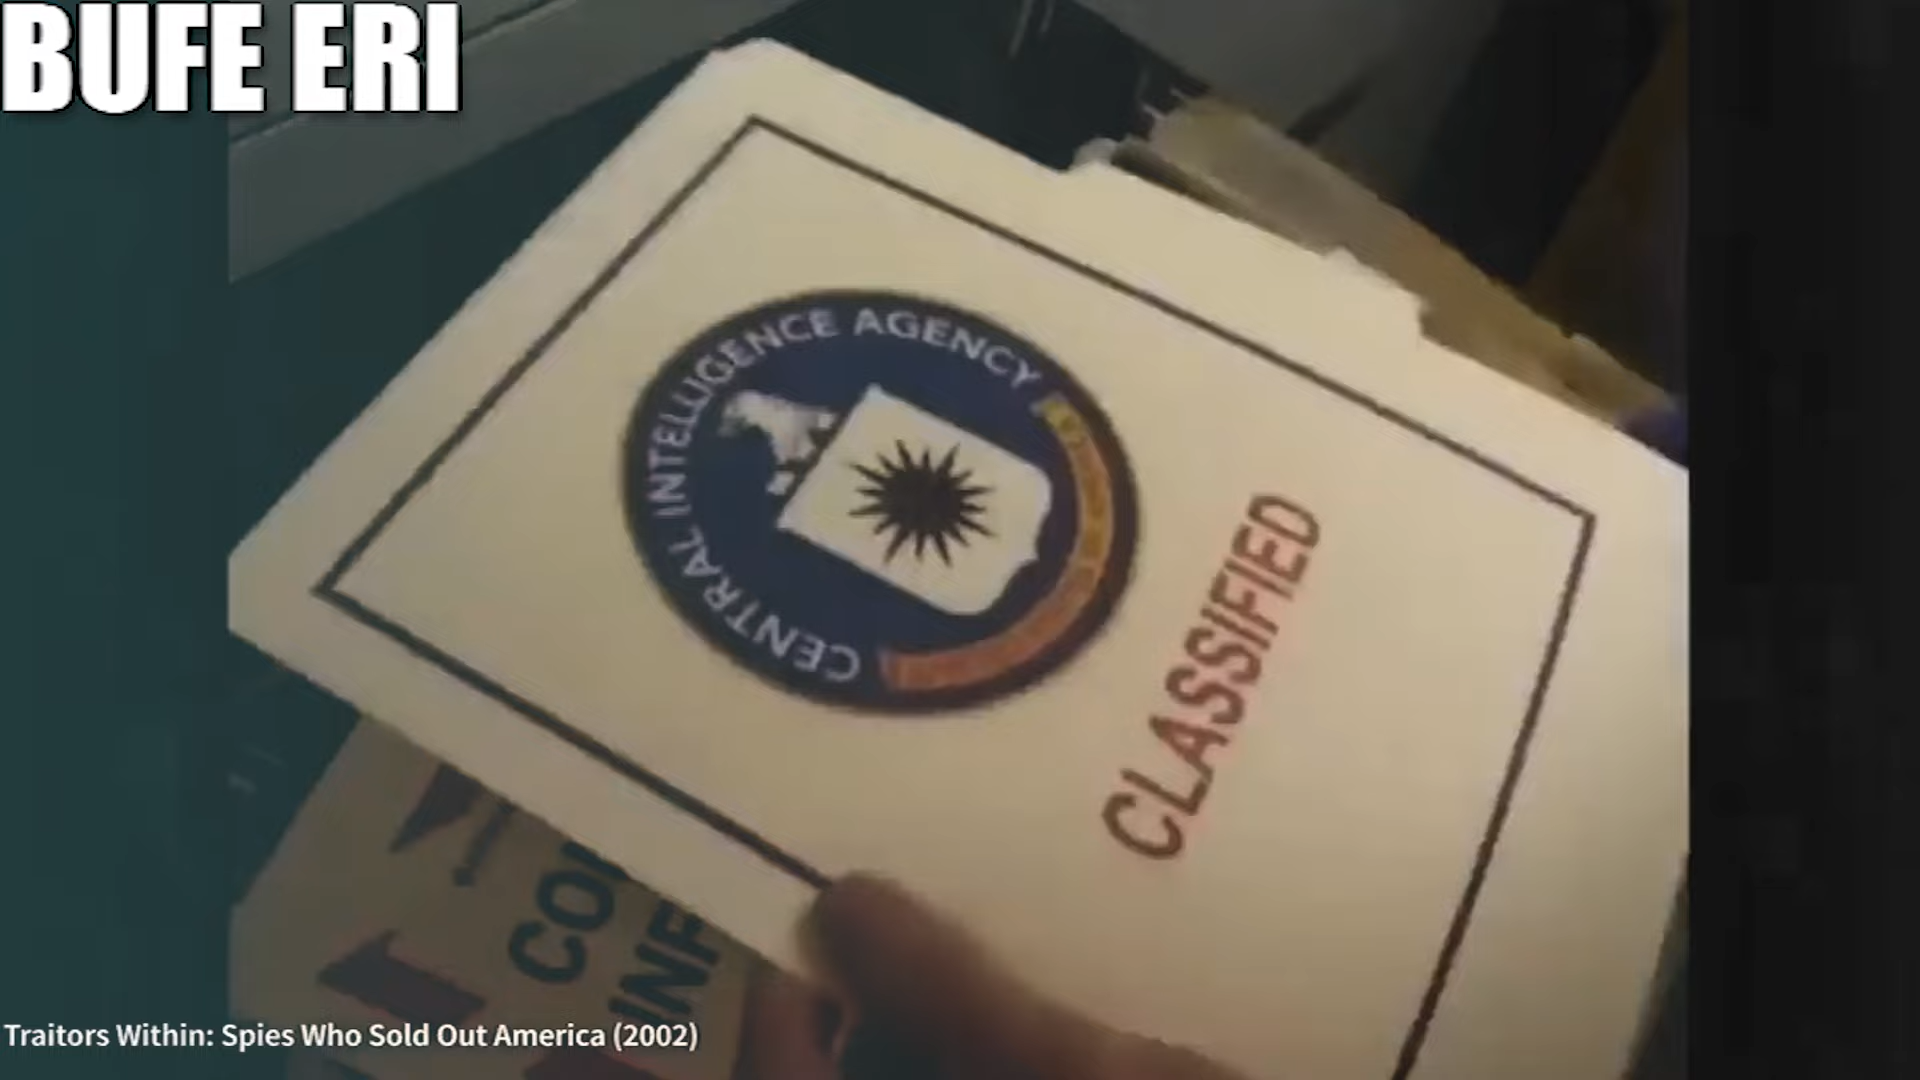 BUFE ERI
CENTRAL INTELLIGENCE AGENCY
CLASSIFIED
Traitors Within: Spies Who Sold Out America (2002)